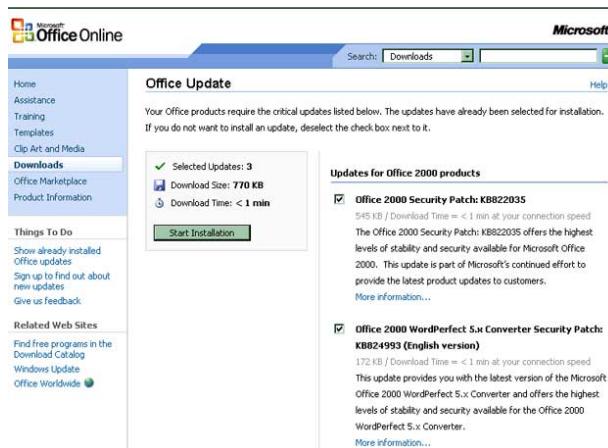 Microsoft
Office Online
Microsoft
Search: Downloads
Home
Assistance
Training
Templates
Clip Art and Media
Downloads
Office Marketplace
Product Information
Things To Do
Show already installed
Office updates
Sign up to find out about
new updates
Give us feedback
Related Web Sites
Find free programs in the
Download Catalog
Windows Update
Office Worldwide
Office Update
Help
Your Office products require the critical updates listed below. The updates have already been selected for installation.
If you do not want to install an update, deselect the check box next to it.
Selected Updates: 3
Download Size: 770 KB
Download Time: < 1 min
Start Installation
Updates for Office 2000 products
Office 2000 Security Patch: KB822035
545 KB / Download Time = < 1 min at your connection speed
The Office 2000 Security Patch: KB822035 offers the highest
levels of stability and security available for Microsoft Office
2000. This update is part of Microsoft's continued effort to
provide the latest product updates to customers.
More information...
Office 2000 WordPerfect 5.x Converter Security Patch:
KB824993 (English version)
172 KB / Download Time = < 1 min at your connection speed
This update provides you with the latest version of the Microsoft
Office 2000 WordPerfect 5.x Converter and offers the highest
levels of stability and security available for the Office 2000
WordPerfect 5.x Converter.
More information...